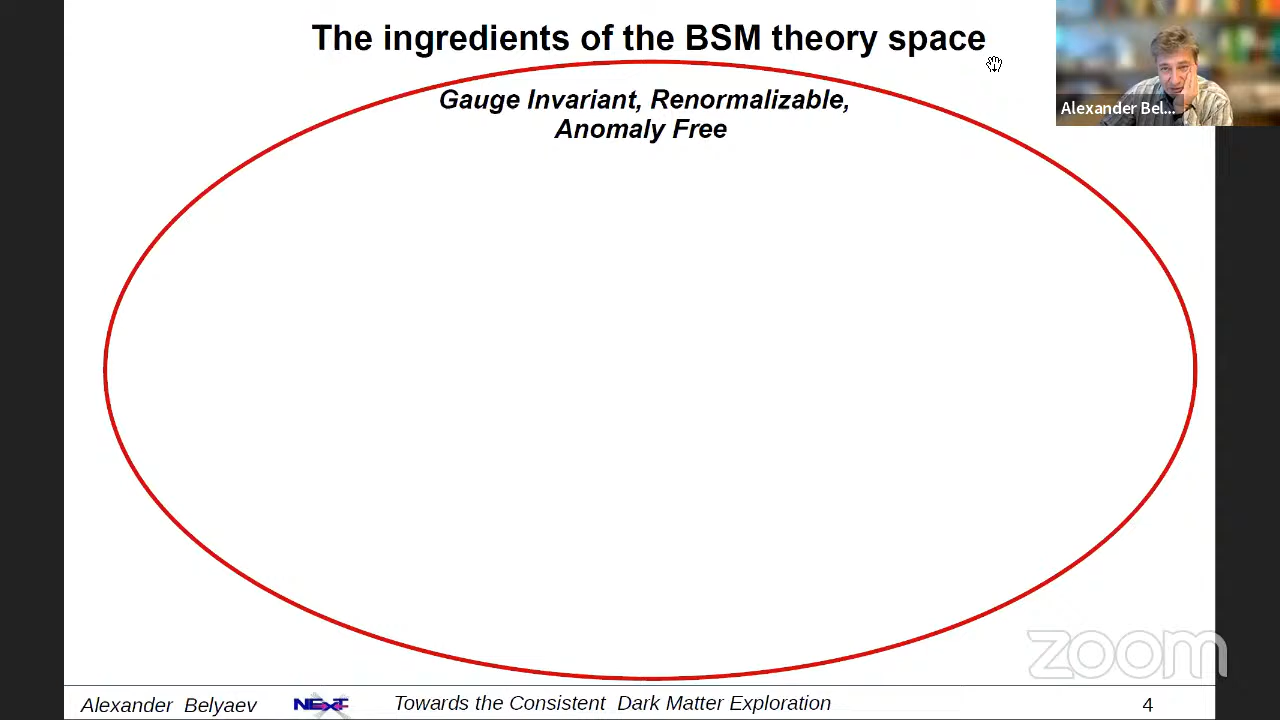 The ingredients of the BSM theory space
Gauge Invariant, Renormalizable,
Anomaly Free
Alexander Bel...
zoom
Alexander Belyaev
NEXT
Towards the Consistent Dark Matter Exploration
4